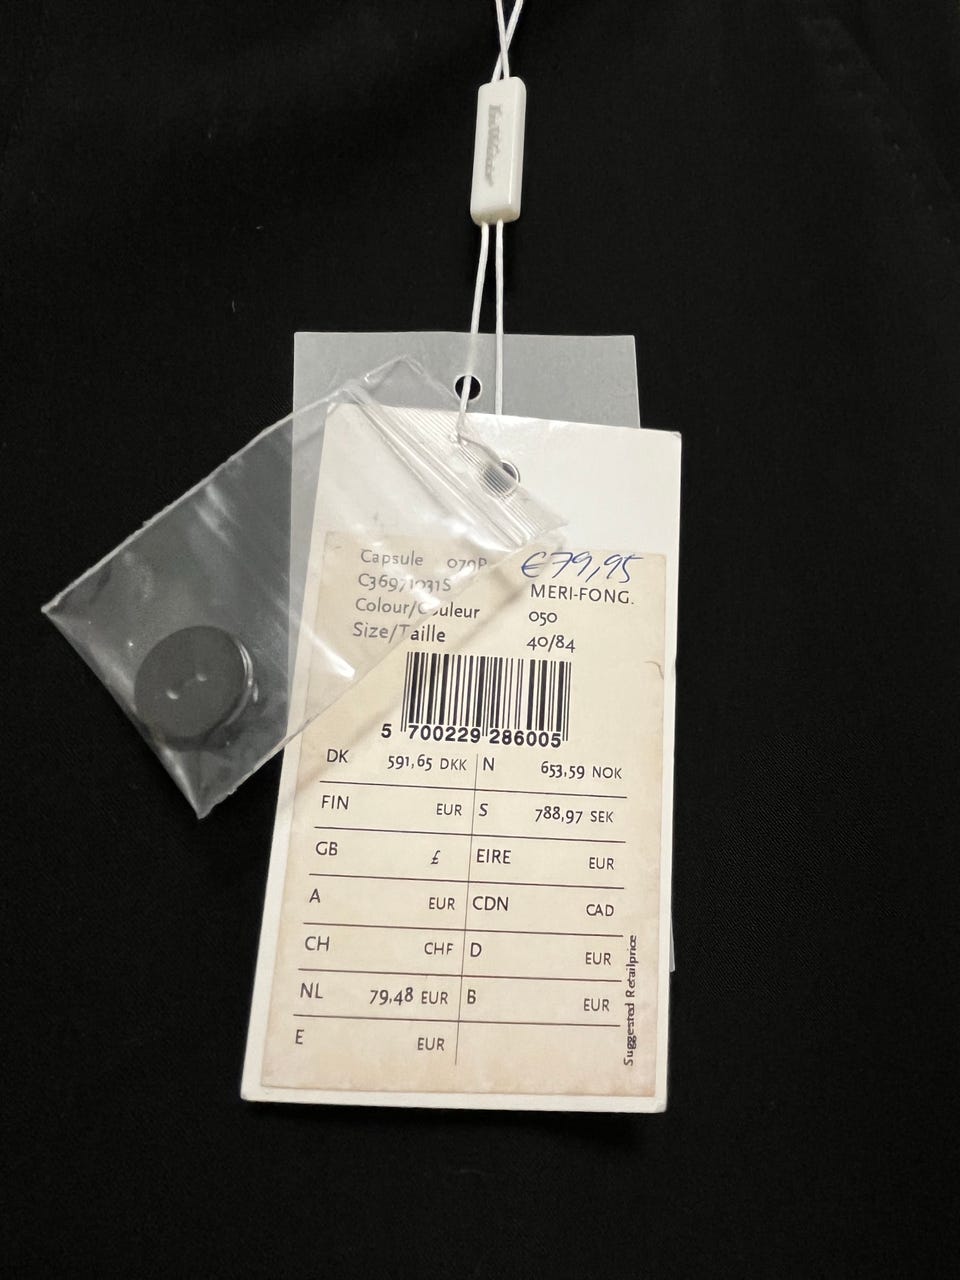 Capsule 070P €79,95
C36971031S MERI-FONG.
Colour/Couleur 050
Size/Taille 40/84
5 700229 286005
DK 591,65 DKK N 653,59 NOK
FIN EUR S 788,97 SEK
GB £ EIRE EUR
A EUR CDN CAD
CH CHF D EUR
NL 79,48 EUR B EUR
E EUR
Suggested Retailprice